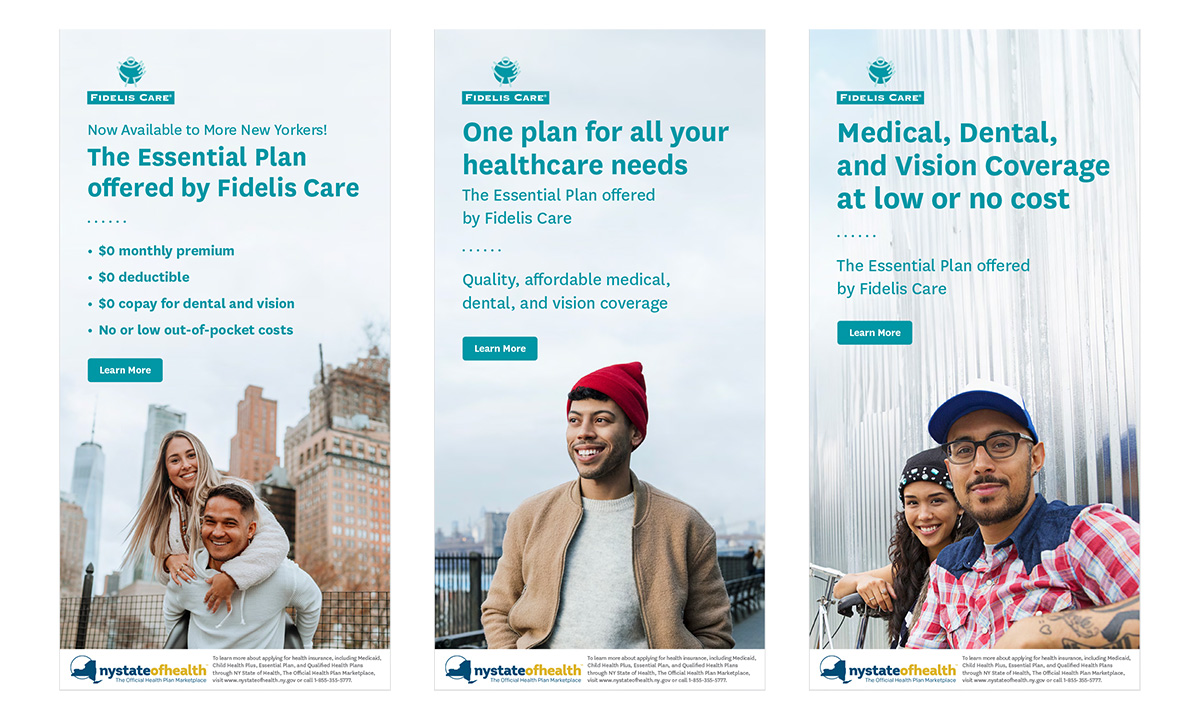 FIDELIS CARE®
Now Available to More New Yorkers!
The Essential Plan
offered by Fidelis Care
• $0 monthly premium
• $0 deductible
• $0 copay for dental and vision
• No or low out-of-pocket costs
Learn More
nystateofhealth™
The Official Health Plan Marketplace
To learn more about applying for health insurance, including Medicaid,
Child Health Plus, Essential Plan, and Qualified Health Plans
through NY State of Health, The Official Health Plan Marketplace,
visit www.nystateofhealth.ny.gov or call 1-855-355-5777.
FIDELIS CARE®
One plan for all your
healthcare needs
The Essential Plan offered
by Fidelis Care
Quality, affordable medical,
dental, and vision coverage
Learn More
nystateofhealth™
The Official Health Plan Marketplace
To learn more about applying for health insurance, including Medicaid,
Child Health Plus, Essential Plan, and Qualified Health Plans
through NY State of Health, The Official Health Plan Marketplace,
visit www.nystateofhealth.ny.gov or call 1-855-355-5777.
FIDELIS CARE®
Medical, Dental,
and Vision Coverage
at low or no cost
The Essential Plan offered
by Fidelis Care
Learn More
nystateofhealth™
The Official Health Plan Marketplace
To learn more about applying for health insurance, including Medicaid,
Child Health Plus, Essential Plan, and Qualified Health Plans
through NY State of Health, The Official Health Plan Marketplace,
visit www.nystateofhealth.ny.gov or call 1-855-355-5777.